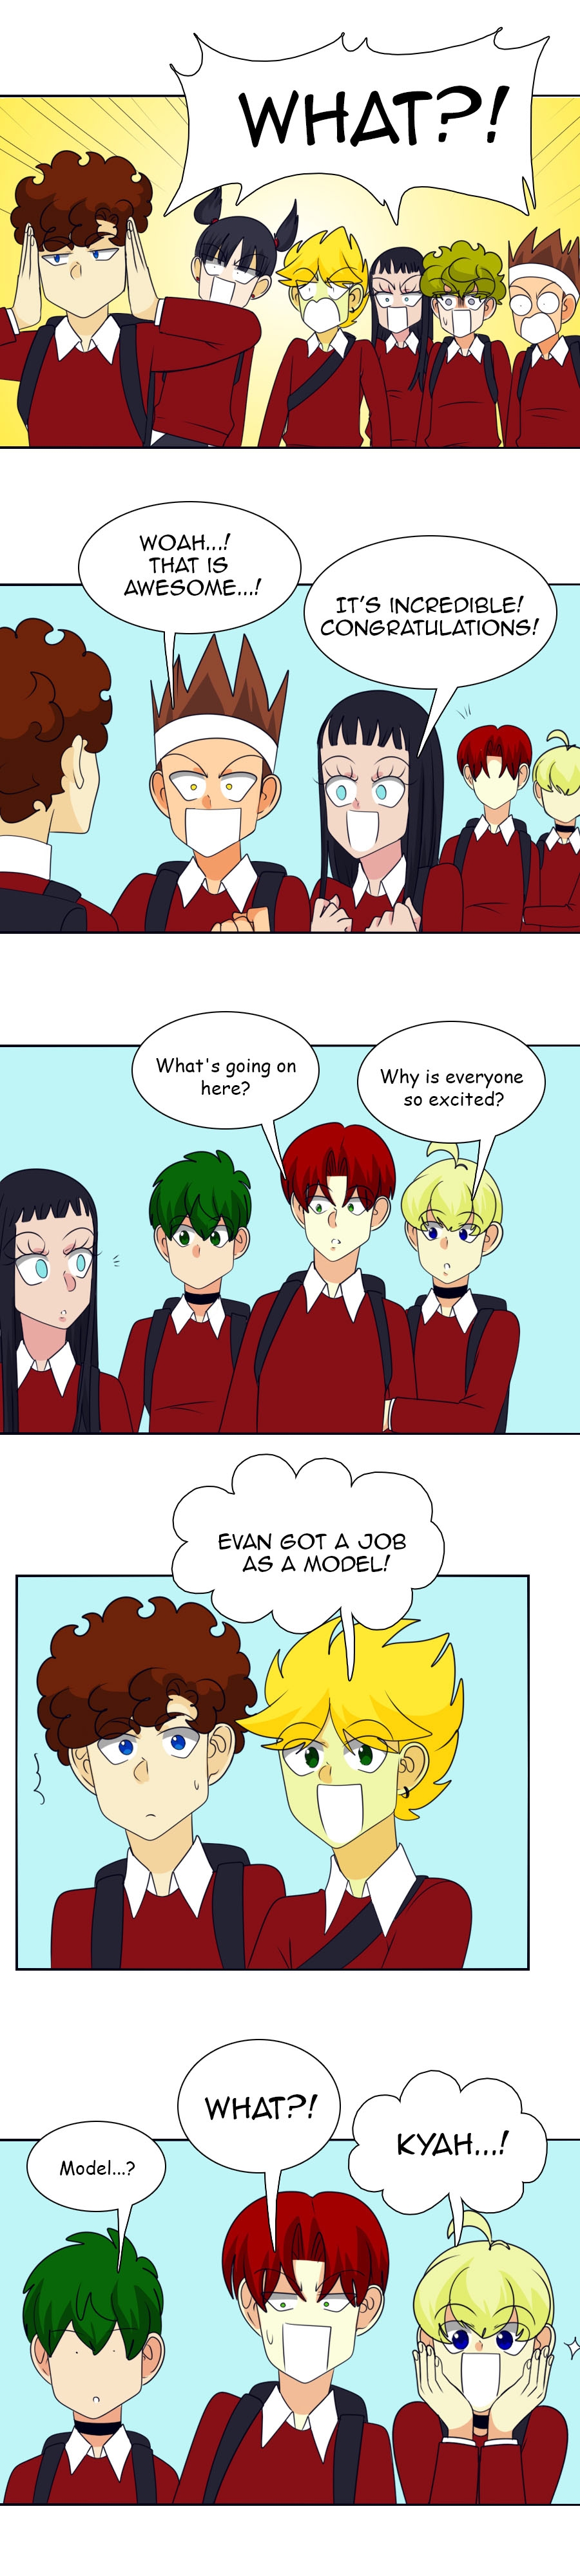 WHAT?!
WOAH...!
THAT IS
AWESOME...!
IT'S INCREDIBLE!
CONGRATULATIONS!
What's going on
here?
Why is everyone
so excited?
EVAN GOT A JOB
AS A MODEL!
Model...?
WHAT?!
KYAH...!